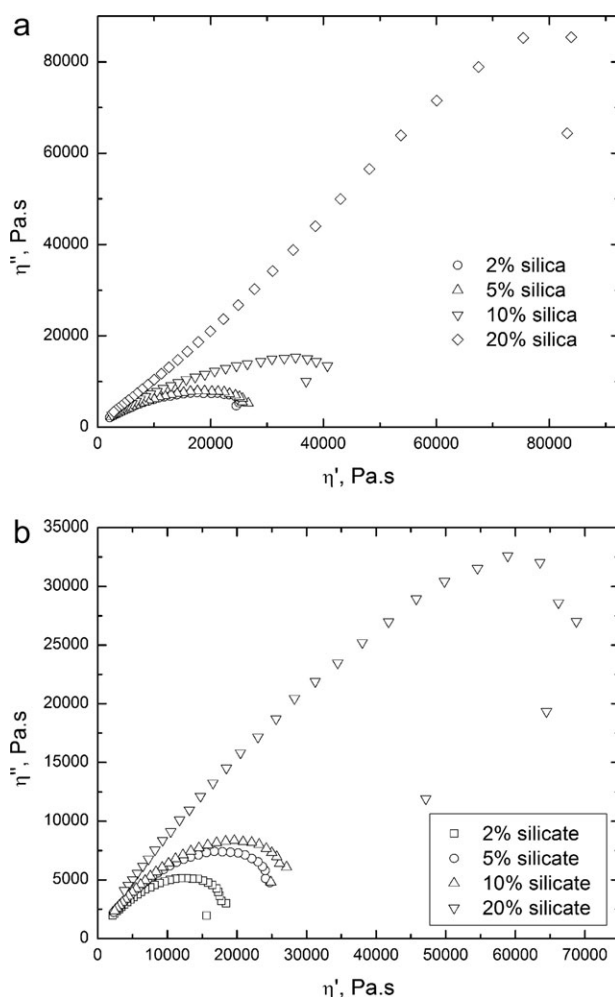 a
80000
60000
40000
20000
0
η'', Pa.s
2% silica
5% silica
10% silica
20% silica
0 20000 40000 60000 80000
η', Pa.s
b
35000
30000
25000
20000
15000
10000
5000
0
η'', Pa.s
2% silicate
5% silicate
10% silicate
20% silicate
0 10000 20000 30000 40000 50000 60000 70000
η', Pa.s